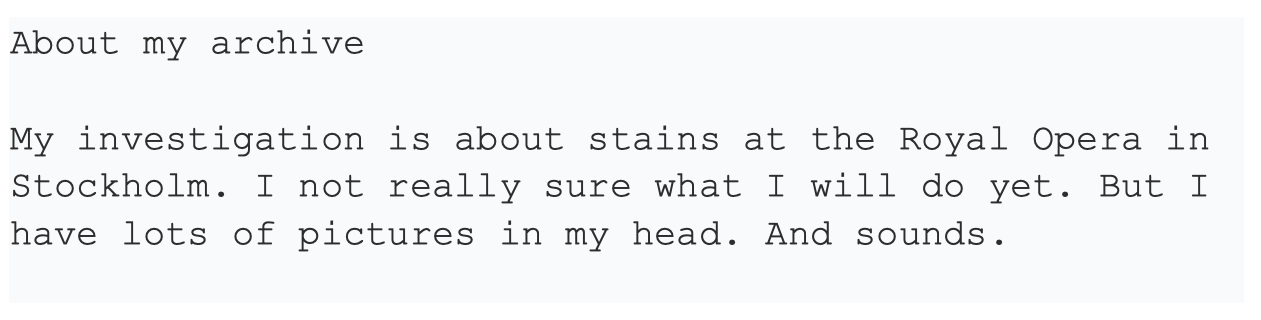 About my archive
My investigation is about stains at the Royal Opera in
Stockholm. I not really sure what I will do yet. But I
have lots of pictures in my head. And sounds.